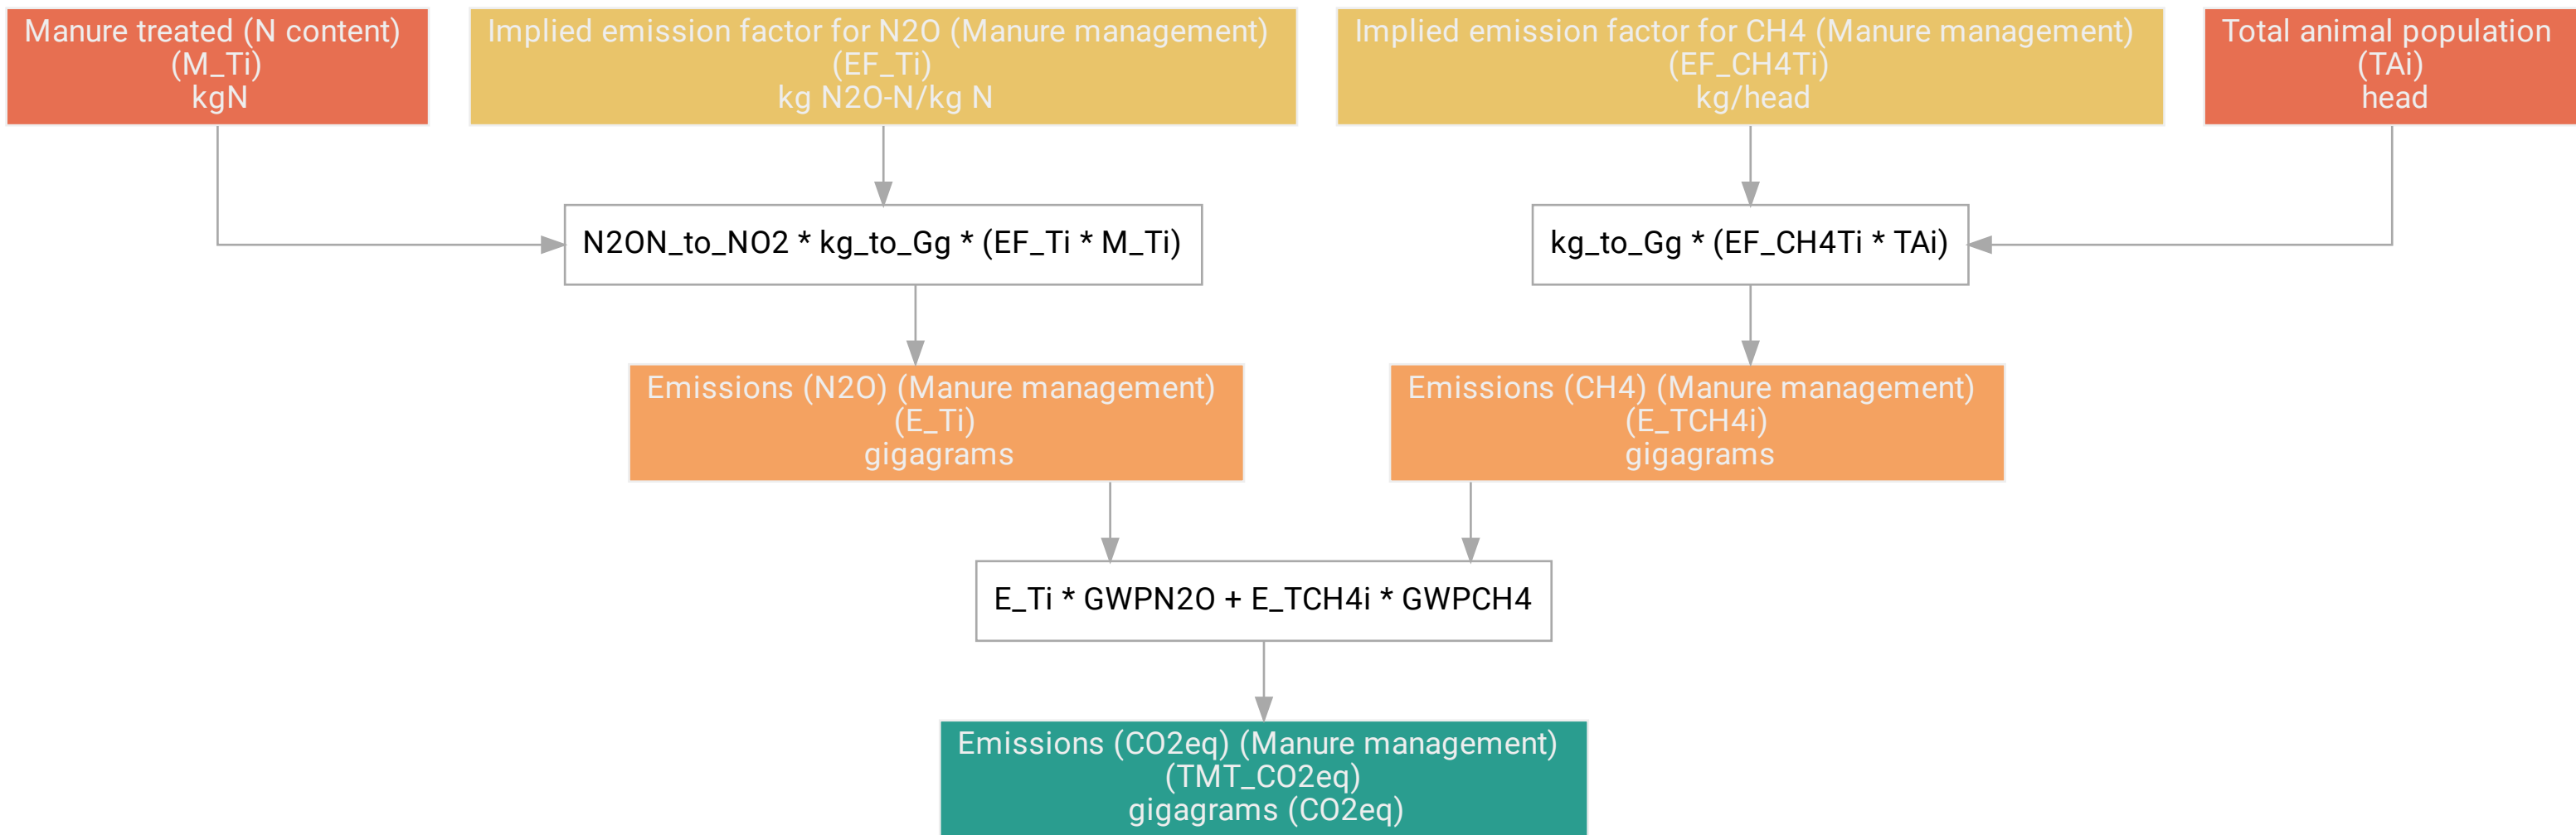 Manure treated (N content)
(M_Ti)
kgN
Implied emission factor for N2O (Manure management)
(EF_Ti)
kg N2O-N/kg N
Implied emission factor for CH4 (Manure management)
(EF_CH4Ti)
kg/head
Total animal population
(TAi)
head
N2ON_to_NO2 * kg_to_Gg * (EF_Ti * M_Ti)
kg_to_Gg * (EF_CH4Ti * TAi)
Emissions (N2O) (Manure management)
(E_Ti)
gigagrams
Emissions (CH4) (Manure management)
(E_TCH4i)
gigagrams
E_Ti * GWPN2O + E_TCH4i * GWPCH4
Emissions (CO2eq) (Manure management)
(TMT_CO2eq)
gigagrams (CO2eq)